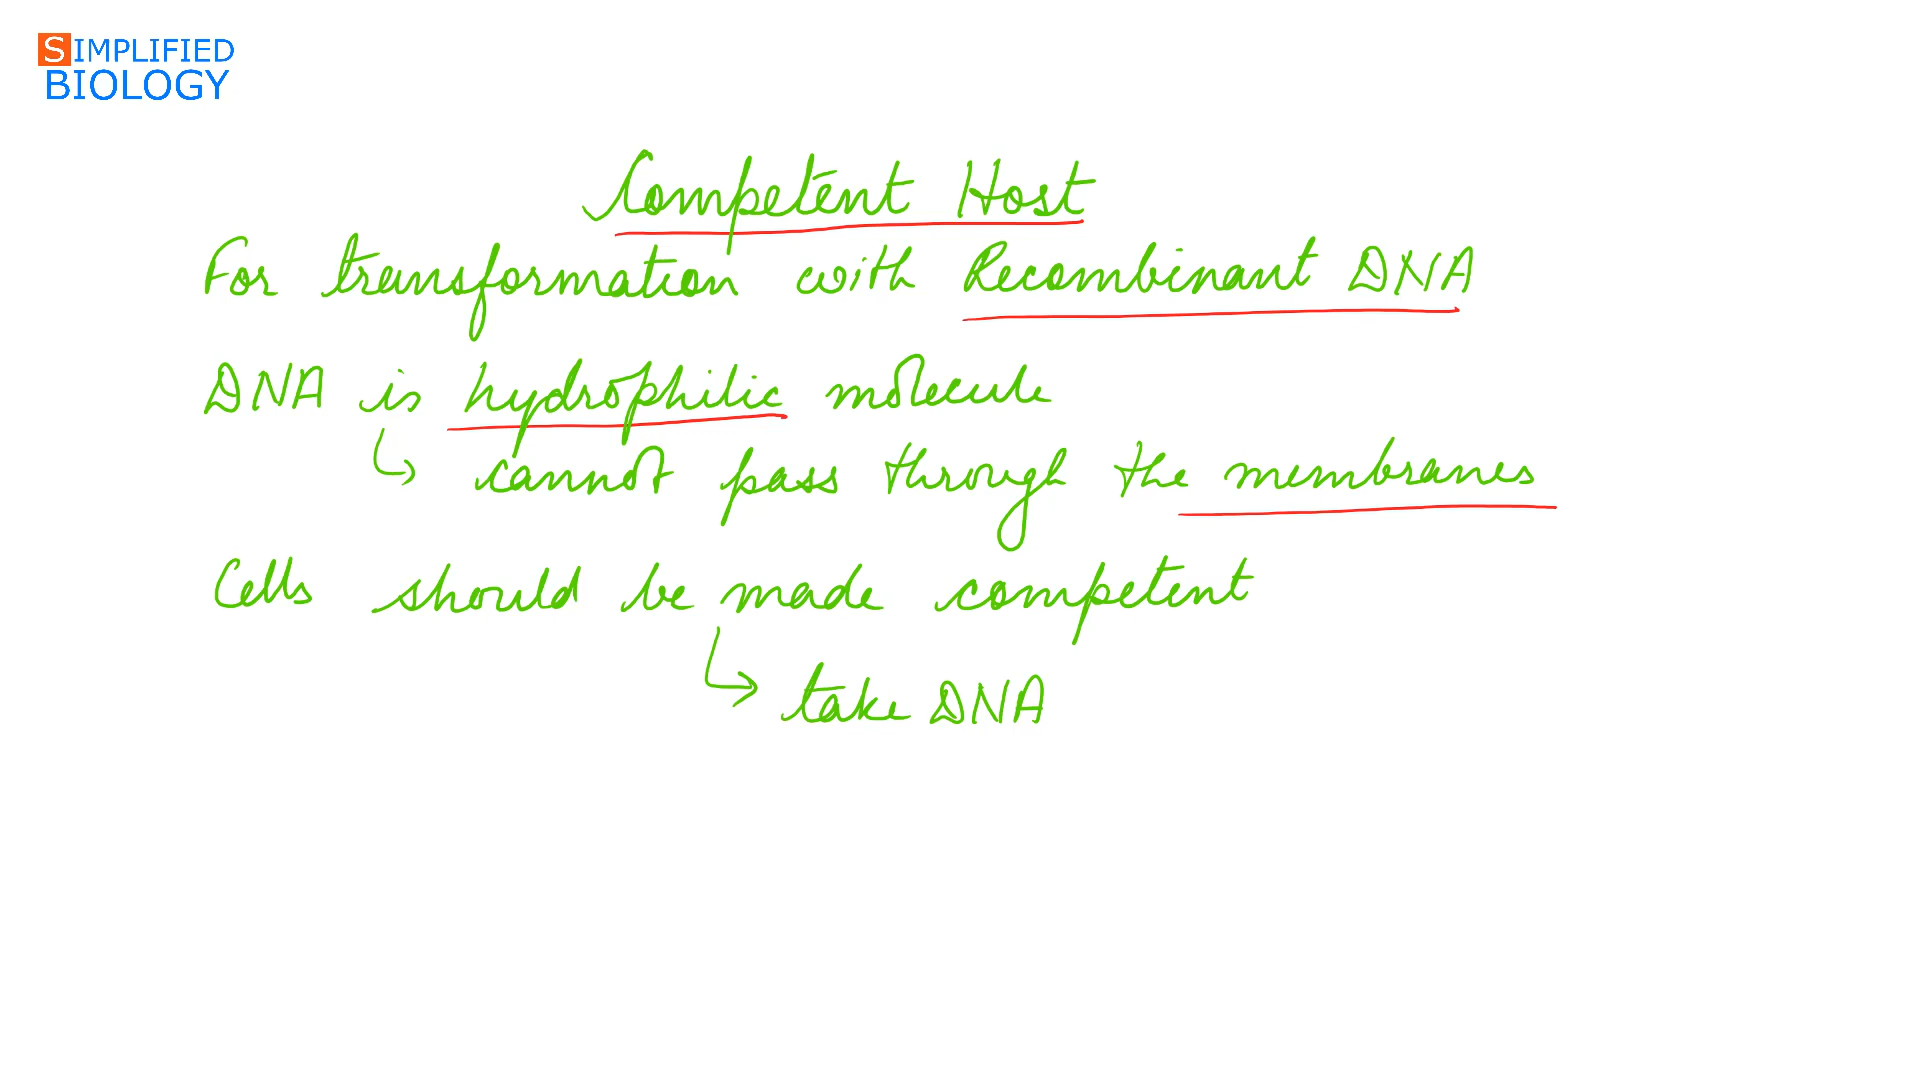 SIMPLIFIED
BIOLOGY
Competent Host
For transformation with Recombinant DNA
DNA is hydrophilic molecule
cannot pass through the membranes
Cells should be made competent
take DNA